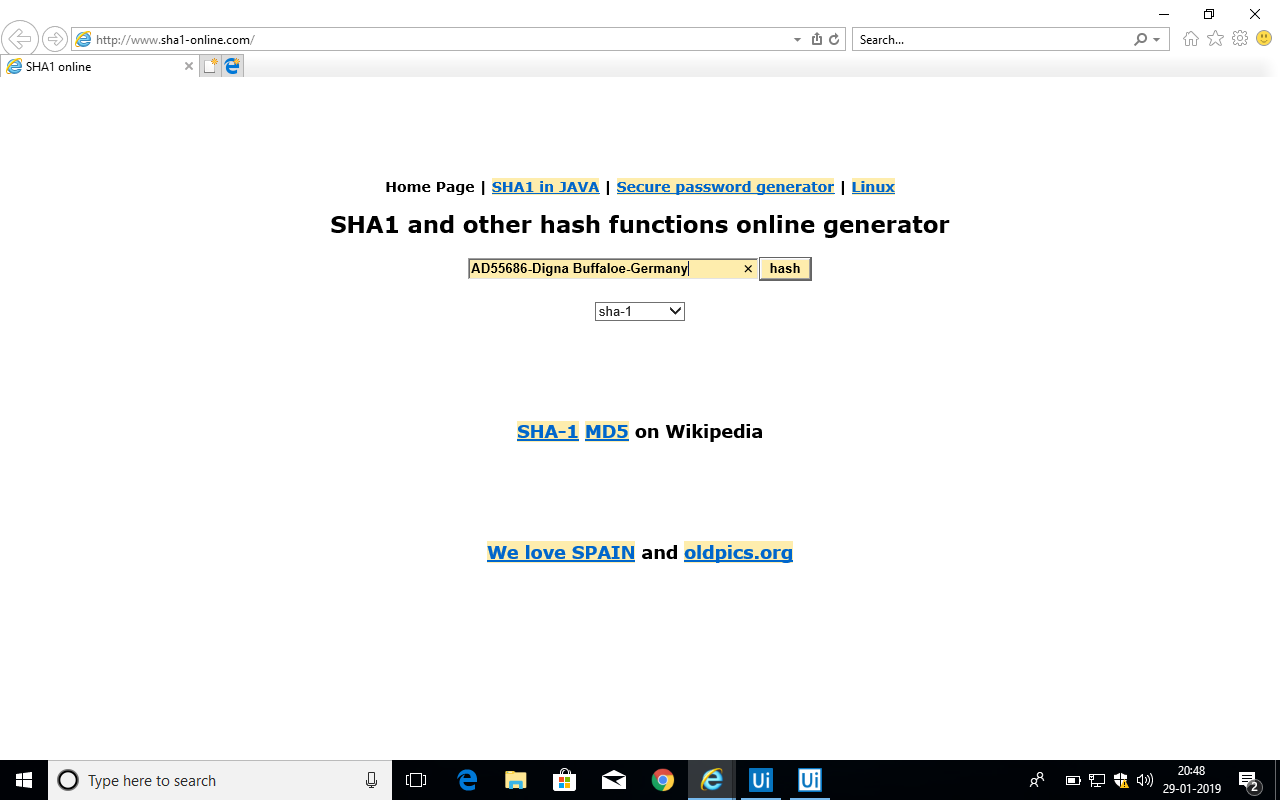 http://www.sha1-online.com/
Search...
SHA1 online
Home Page | SHA1 in JAVA | Secure password generator | Linux
SHA1 and other hash functions online generator
AD55686-Digna Buffaloe-Germany
hash
sha-1
SHA-1 MD5 on Wikipedia
We love SPAIN and oldpics.org
Type here to search
Ui
Ui
20:48
29-01-2019
2